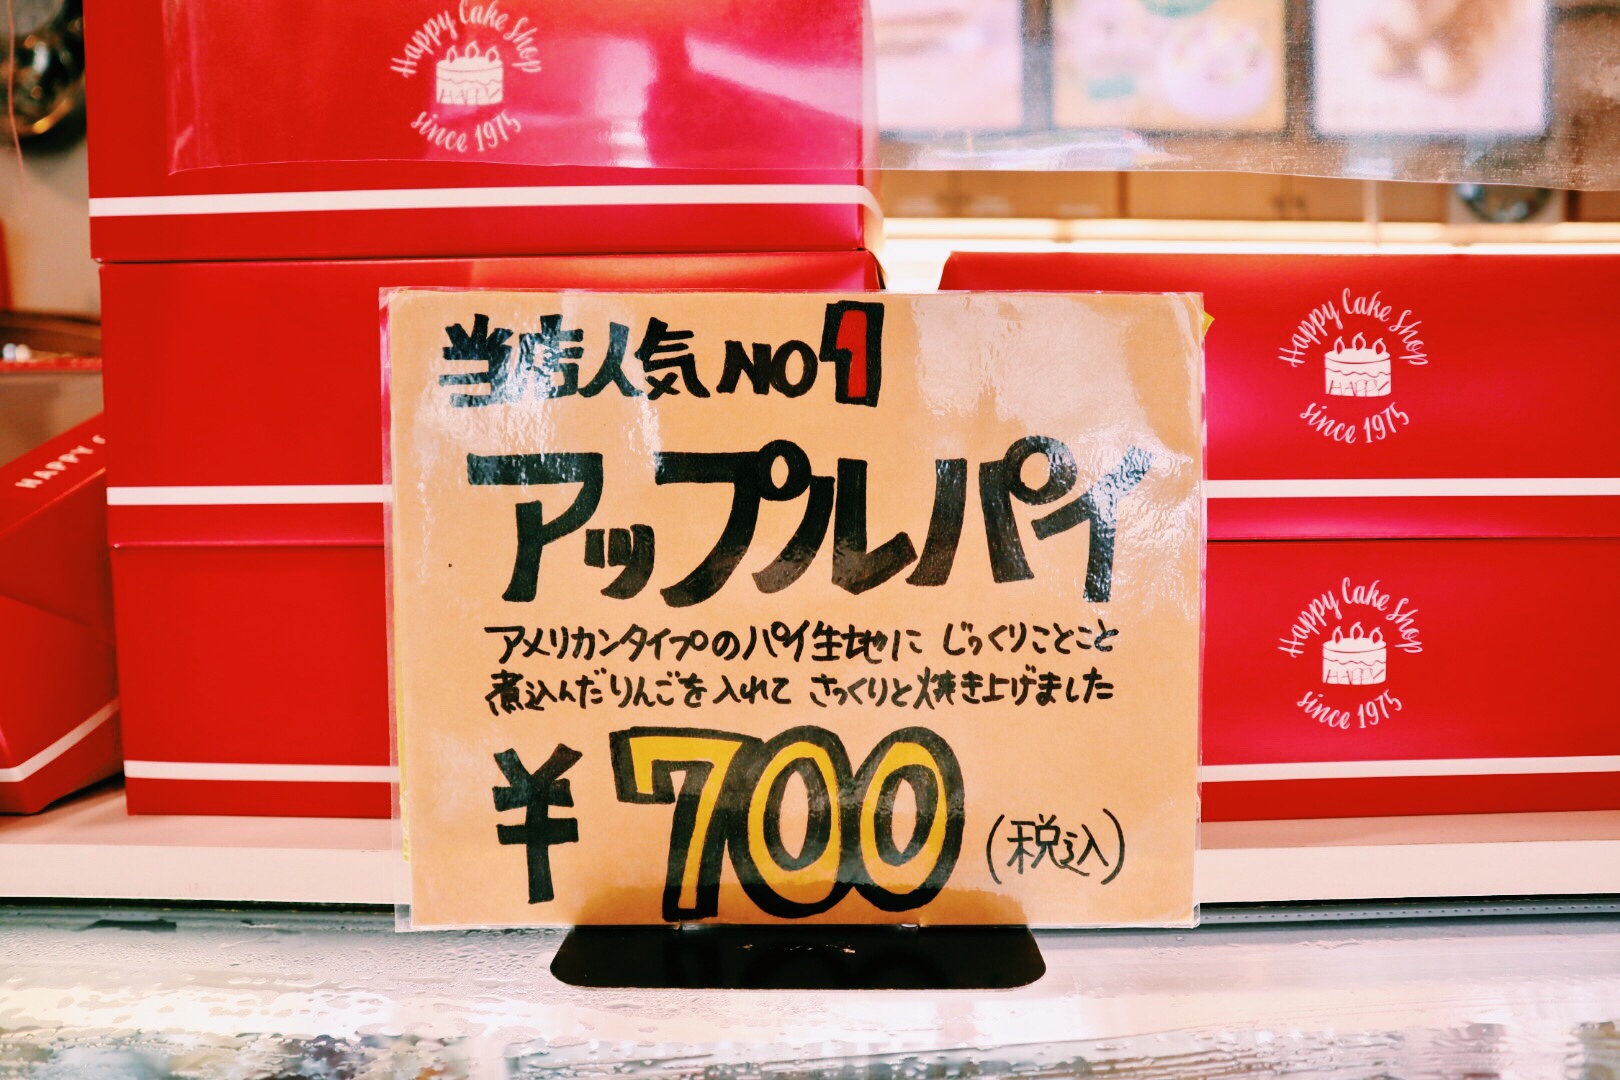 Happy Cake Shop
HAPPY
since 1975
当店人気NO1
アップルパイ
アメリカンタイプのパイ生地に じっくりことこと
煮込んだりんごを入れて さっくりと焼き上げました
¥700(税込)
Happy Cake Shop
HAPPY
since 1975
Happy Cake Shop
HAPPY
since 1975
HAPPY